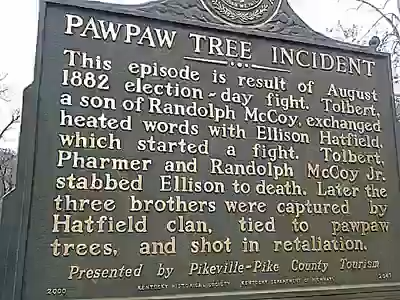 PAWPAW TREE INCIDENT
This episode is result of August
1882 election-day fight. Tolbert,
a son of Randolph McCoy, exchanged
heated words with Ellison Hatfield,
which started a fight. Tolbert,
Pharmer and Randolph McCoy Jr.
stabbed Ellison to death. Later the
three brothers were captured by
Hatfield clan, tied to pawpaw
trees, and shot in retaliation.
Presented by Pikeville-Pike County Tourism
2000 KENTUCKY HISTORICAL SOCIETY KENTUCKY DEPARTMENT OF HIGHWAYS